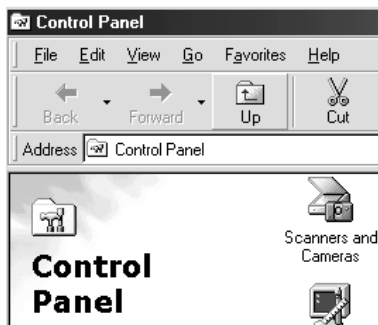 Control Panel
File Edit View Go Favorites Help
Back Forward Up Cut
Address Control Panel
Control
Panel
Scanners and
Cameras